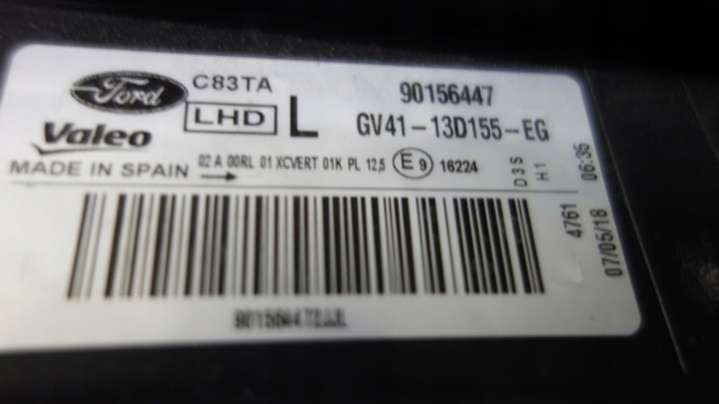 Ford
C83TA
90156447
LHD L
GV41-13D155-EG
Valeo
MADE IN SPAIN
02 A 00RL 01 XCVERT 01K PL 12,5 E9 16224
D3S
H1
4761 06:36
07/05/18